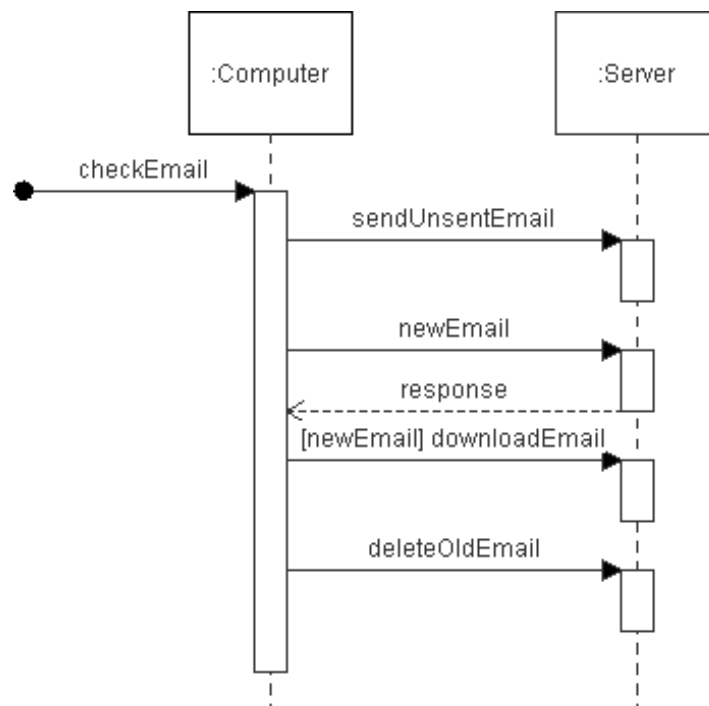 :Computer
:Server
checkEmail
sendUnsentEmail
newEmail
response
[newEmail] downloadEmail
deleteOldEmail